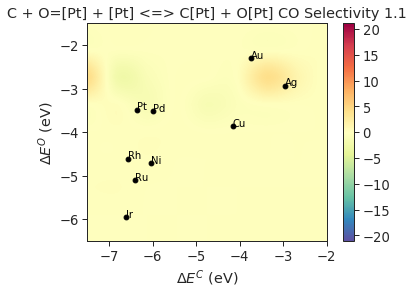 C + O=[Pt] + [Pt] <=> C[Pt] + O[Pt] CO Selectivity 1.1
−2
−3
−4
−5
−6
ΔE^O (eV)
Au
Ag
Pt
Pd
Cu
Rh
Ni
Ru
Ir
−7
−6
−5
−4
−3
−2
ΔE^C (eV)
20
15
10
5
0
−5
−10
−15
−20